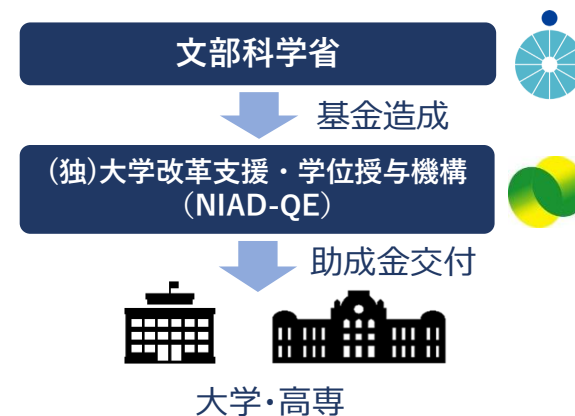 文部科学省
基金造成
(独)大学改革支援・学位授与機構
(NIAD-QE)
助成金交付
大学・高専